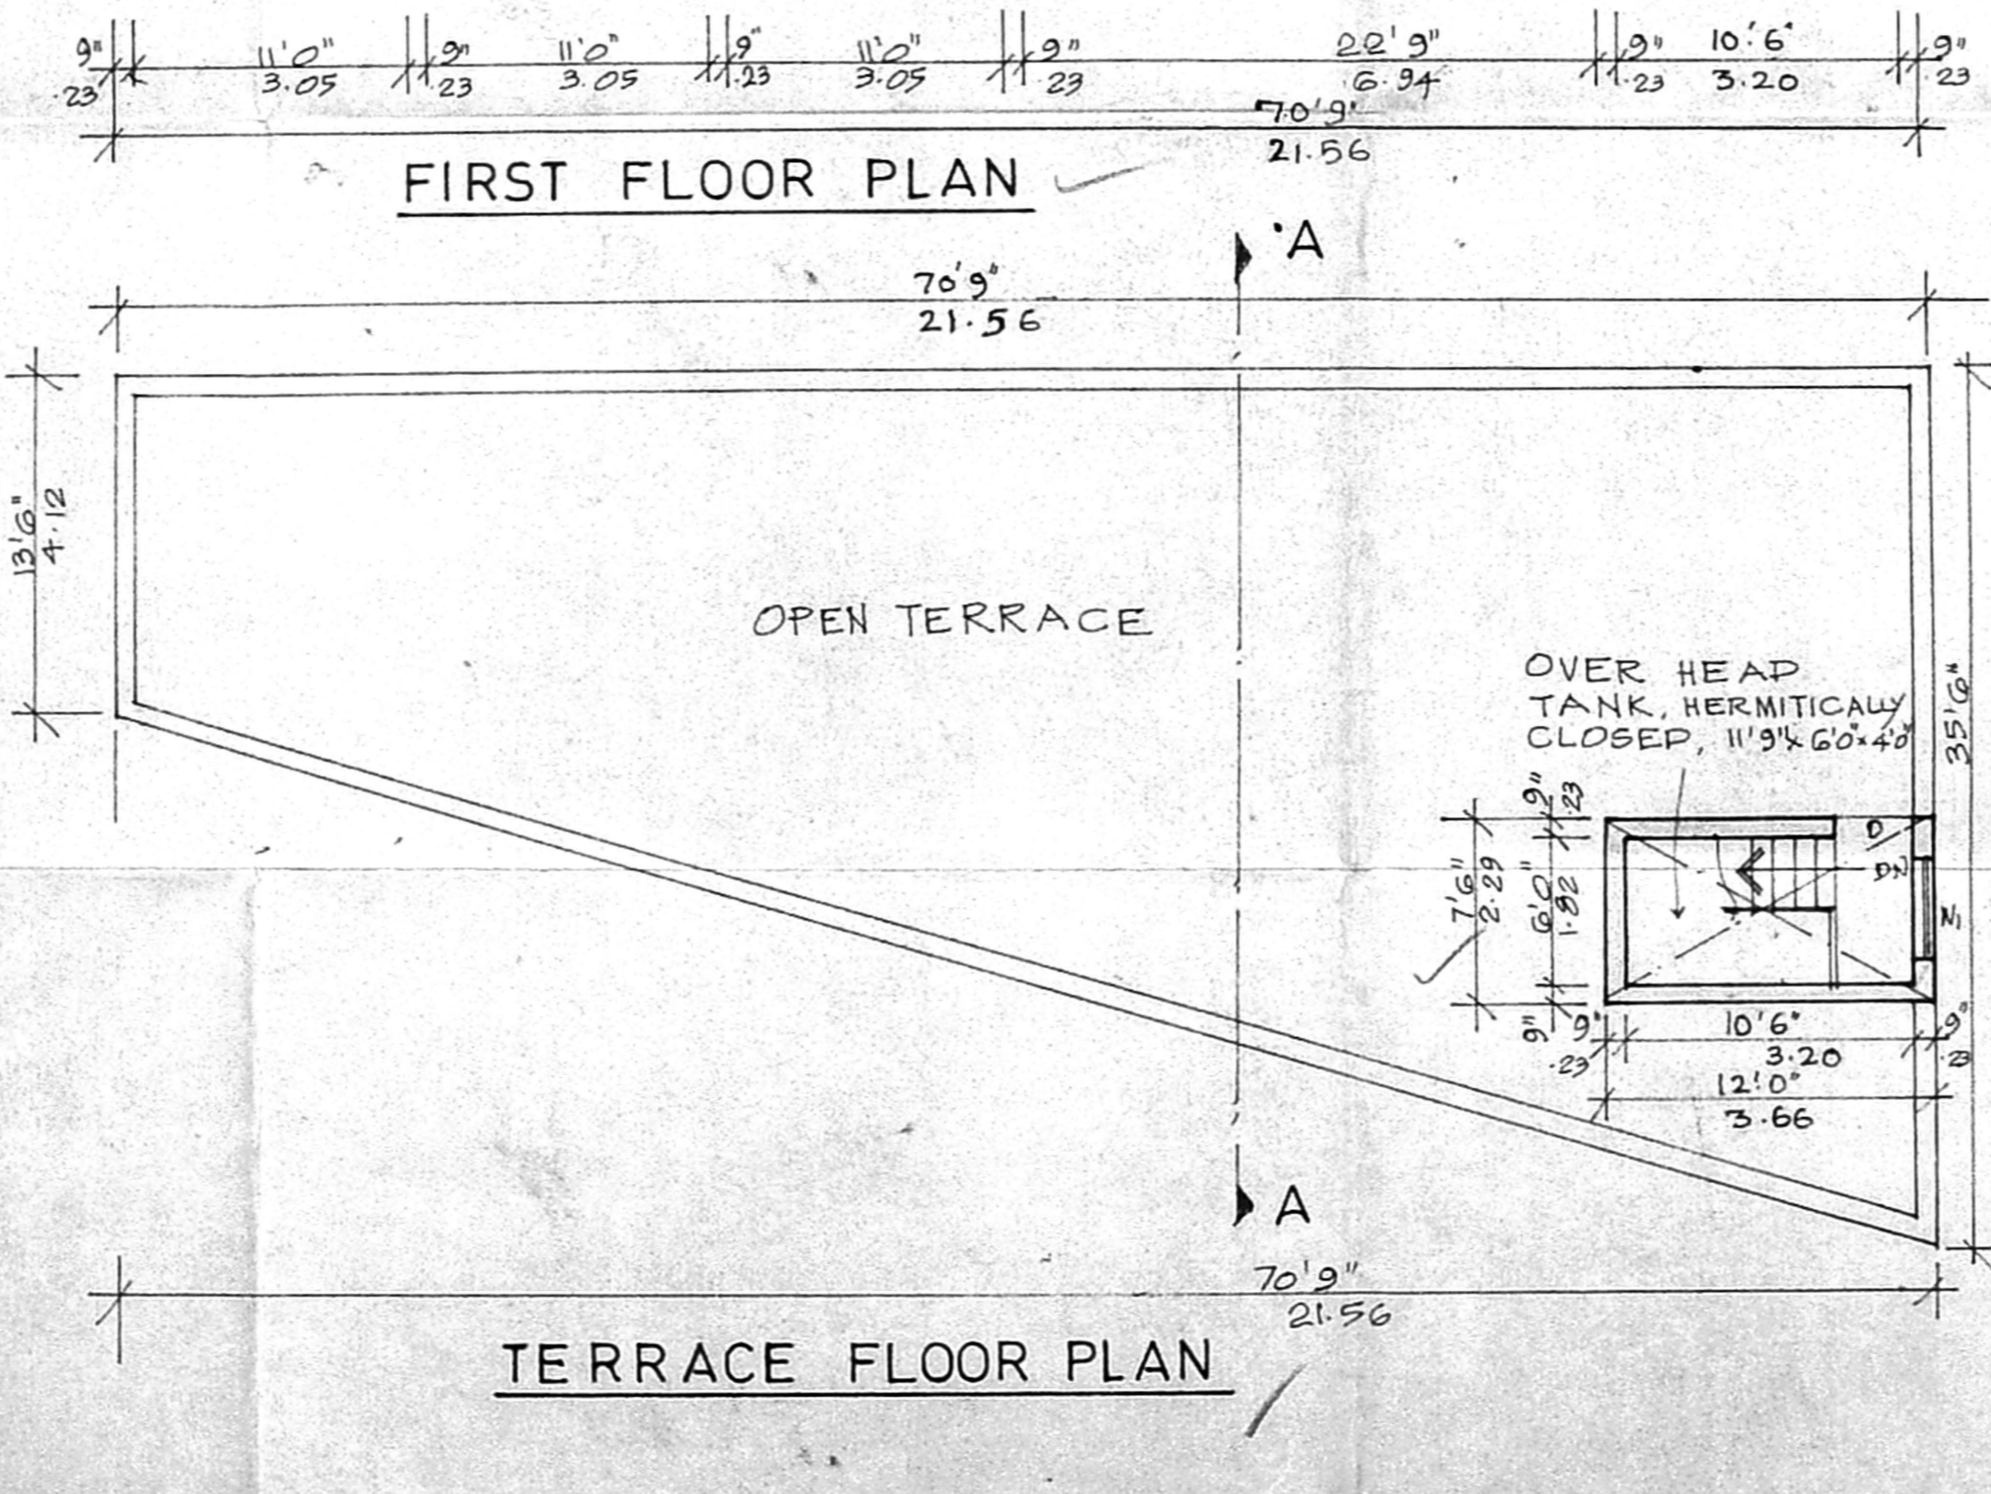 9" 11'0" 9" 11'0" 9" 11'0" 9" 22'9" 9" 10'6" 9"
.23 3.05 .23 3.05 .23 3.05 .23 6.94 .23 3.20 .23
70'9"
21.56
FIRST FLOOR PLAN
A
70'9"
21.56
13'6"
4.12
OPEN TERRACE
OVER HEAD
TANK, HERMITICALLY
CLOSED, 11'9"x 6'0"x4'0"
35'6"
9"
.23
7'6"
2.29
6'0"
1.82
D
DN
9"
9"
.23
10'6"
3.20
9"
.23
12'0"
3.66
A
70'9"
21.56
TERRACE FLOOR PLAN